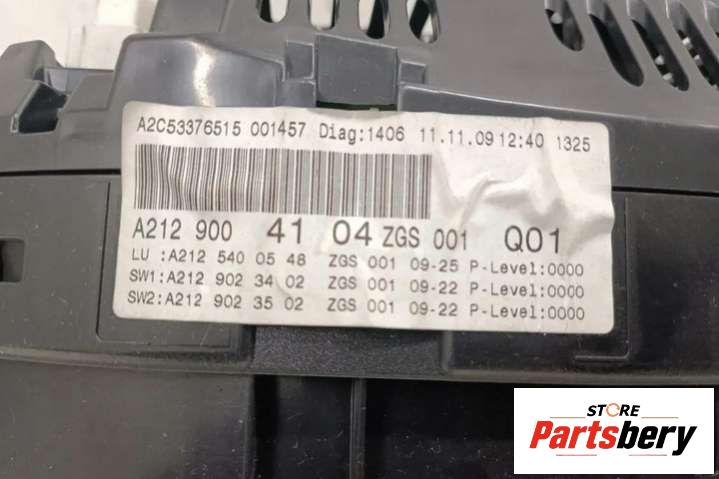 A2C53376515 001457 Diag:1406 11.11.09 12:40 1325
A212 900 41 04 ZGS 001 Q01
LU :A212 540 05 48 ZGS 001 09-25 P-Level:0000
SW1:A212 902 34 02 ZGS 001 09-22 P-Level:0000
SW2:A212 902 35 02 ZGS 001 09-22 P-Level:0000
STORE
Partsbery